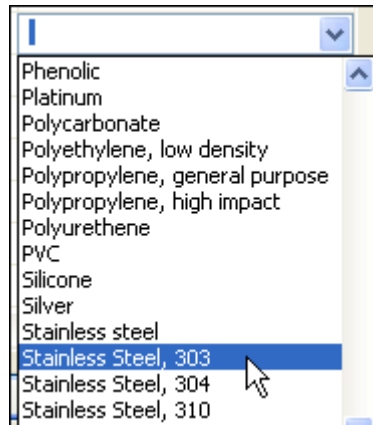 Phenolic
Platinum
Polycarbonate
Polyethylene, low density
Polypropylene, general purpose
Polypropylene, high impact
Polyurethene
PVC
Silicone
Silver
Stainless steel
Stainless Steel, 303
Stainless Steel, 304
Stainless Steel, 310